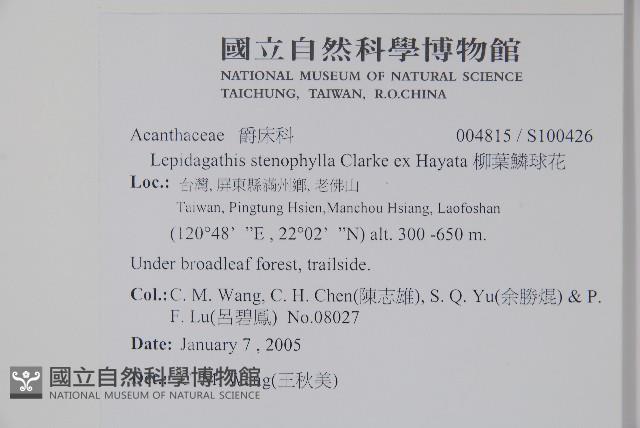 國立自然科學博物館
NATIONAL MUSEUM OF NATURAL SCIENCE
TAICHUNG, TAIWAN, R.O.CHINA
Acanthaceae 爵床科 004815 / S100426
Lepidagathis stenophylla Clarke ex Hayata 柳葉鱗球花
Loc.: 台灣, 屏東縣滿州鄉, 老佛山
Taiwan, Pingtung Hsien,Manchou Hsiang, Laofoshan
(120°48’ ”E , 22°02’ ”N) alt. 300 -650 m.
Under broadleaf forest, trailside.
Col.: C. M. Wang, C. H. Chen(陳志雄), S. Q. Yu(余勝焜) & P.
F. Lu(呂碧鳳) No.08027
Date: January 7 , 2005
(王秋美)
國立自然科學博物館
NATIONAL MUSEUM OF NATURAL SCIENCE